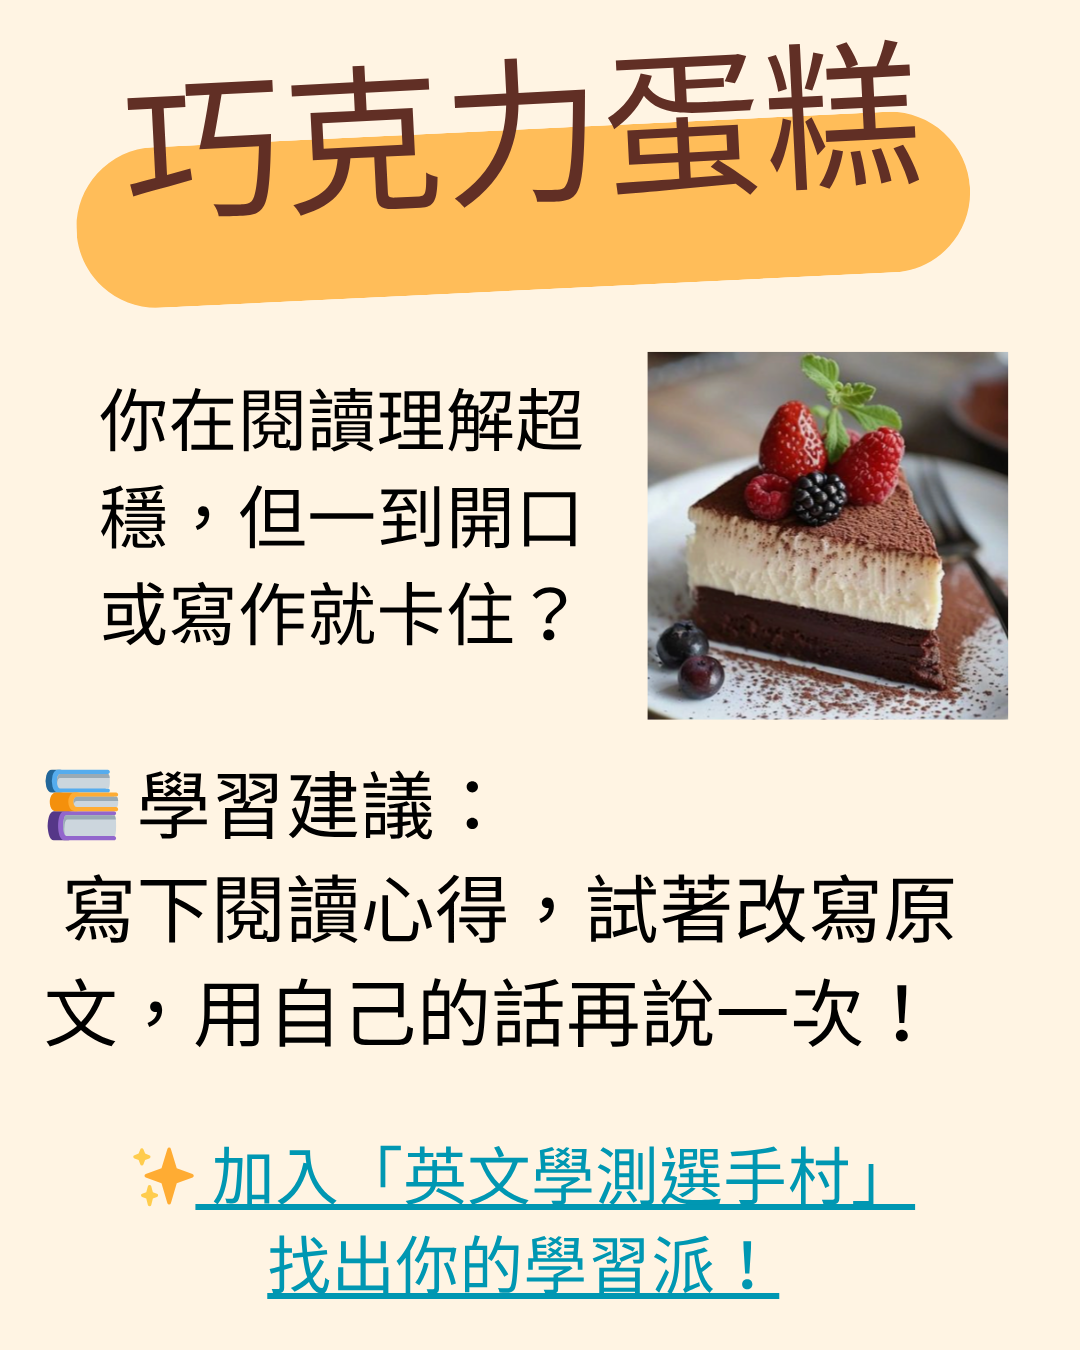 巧克力蛋糕
你在閱讀理解超
穩，但一到開口
或寫作就卡住？
📚 學習建議：
寫下閱讀心得，試著改寫原
文，用自己的話再說一次！
✨ 加入「英文學測選手村」
找出你的學習派！